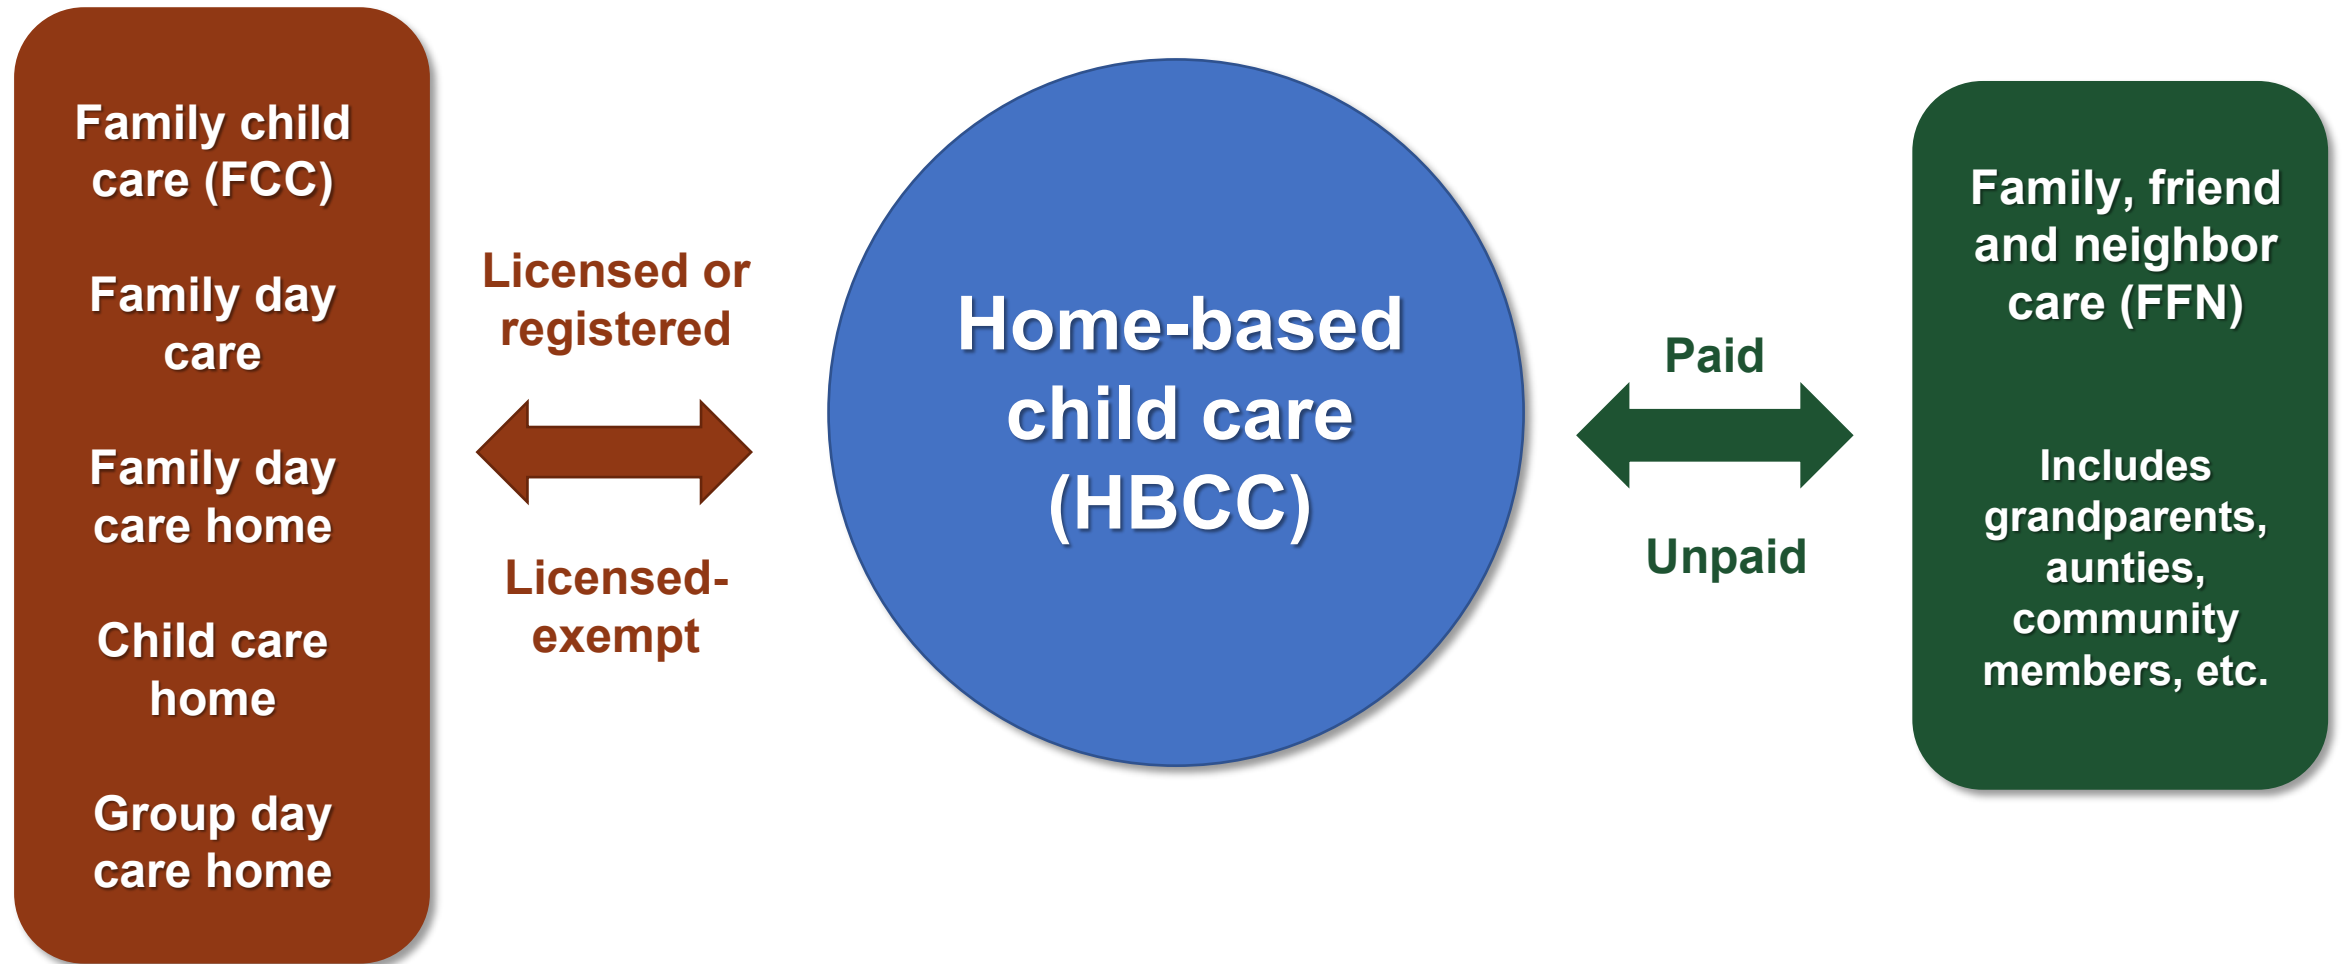 Family child
care (FCC)
Family day
care
Family day
care home
Child care
home
Group day
care home
Licensed or
registered
Licensed-
exempt
Home-based
child care
(HBCC)
Paid
Unpaid
Family, friend
and neighbor
care (FFN)
Includes
grandparents,
aunties,
community
members, etc.